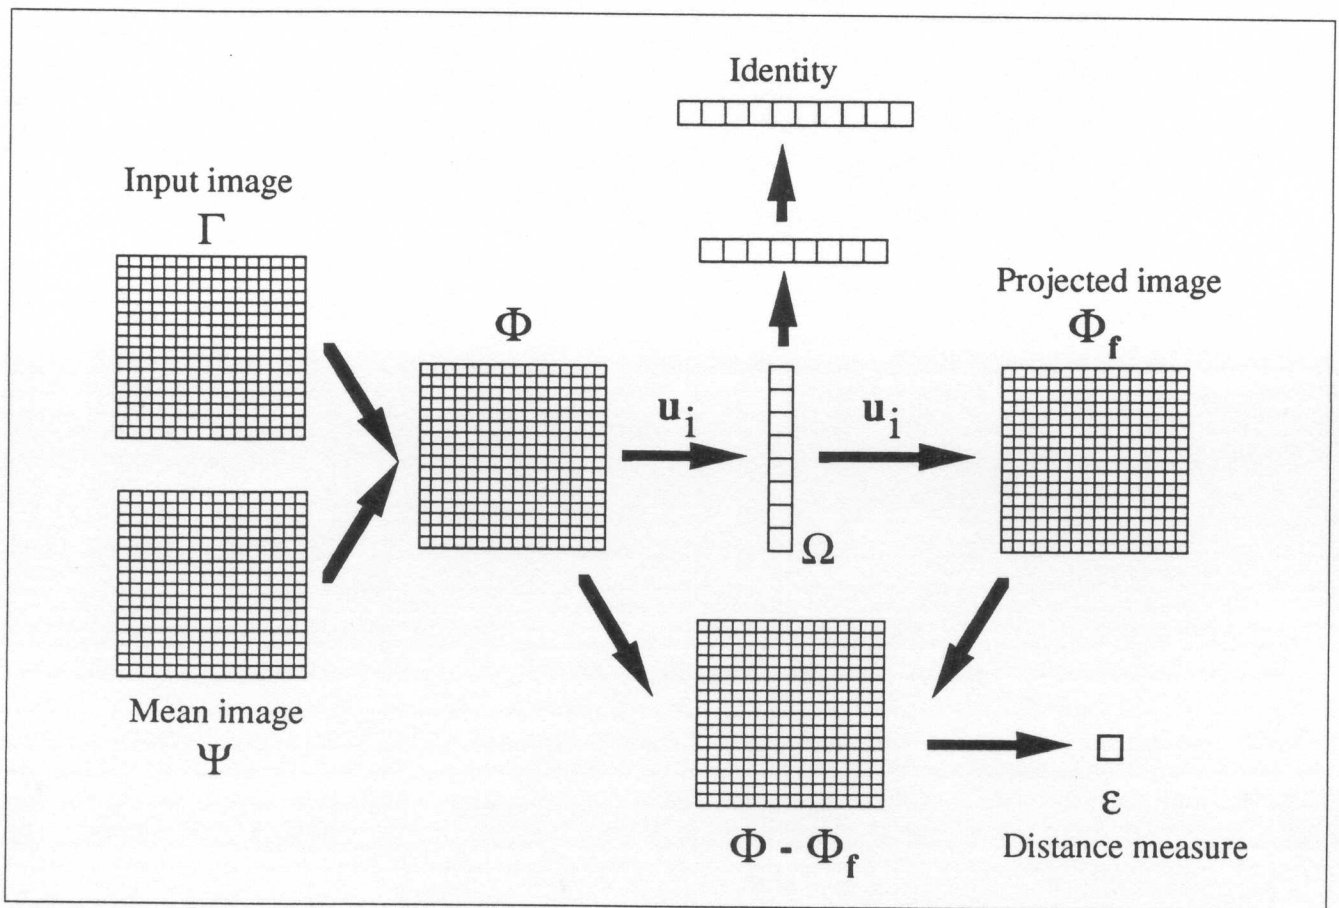 Identity
Input image
Γ
Projected image
Φf
Φ
ui
ui
Ω
Mean image
Ψ
Φ - Φf
ε
Distance measure